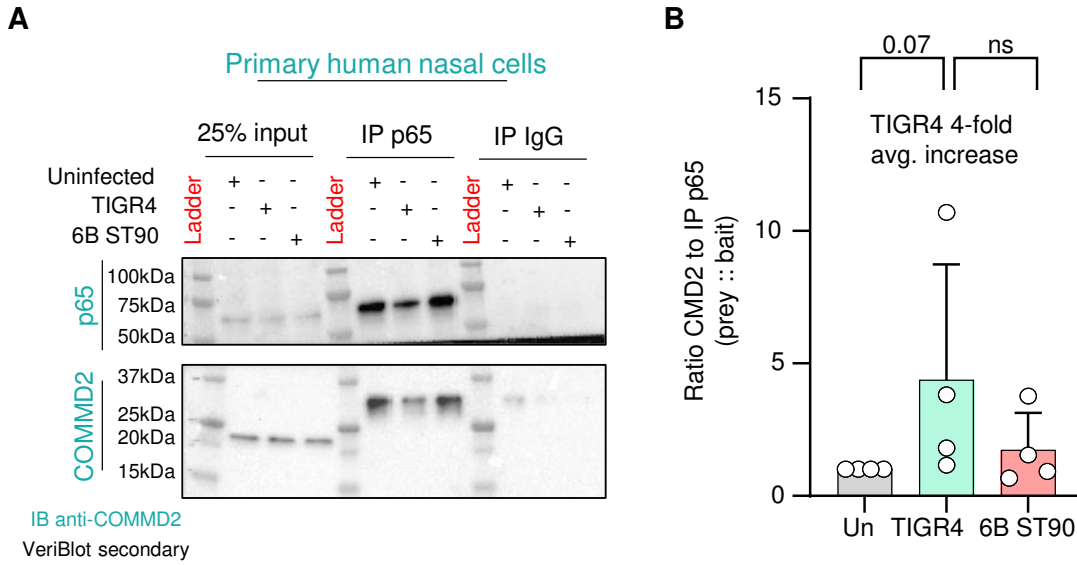 A
Primary human nasal cells
25% input
IP p65
IP IgG
Uninfected + - - + - - + - -
TIGR4 - + - - + - - + -
6B ST90 - - + - - + - - +
Ladder
Ladder
Ladder
p65
100kDa
75kDa
50kDa
COMMD2
37kDa
25kDa
20kDa
15kDa
IB anti-COMMD2
VeriBlot secondary
B
0.07
ns
TIGR4 4-fold
avg. increase
Ratio CMD2 to IP p65
(prey :: bait)
15
10
5
0
Un
TIGR4
6B ST90